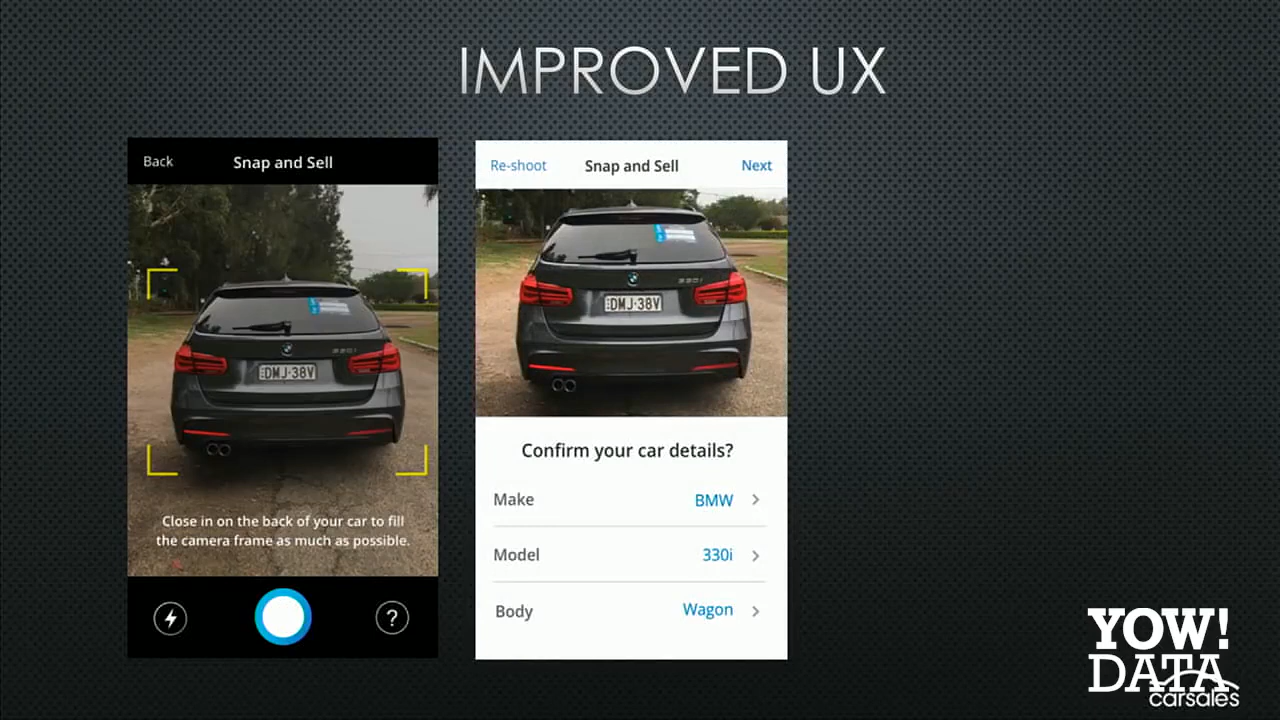 IMPROVED UX
Back
Snap and Sell
DMJ·38V
Close in on the back of your car to fill
the camera frame as much as possible.
?
Re-shoot
Snap and Sell
Next
DMJ·38V
Confirm your car details?
Make
BMW
Model
330i
Body
Wagon
YOW!
DATA
carsales